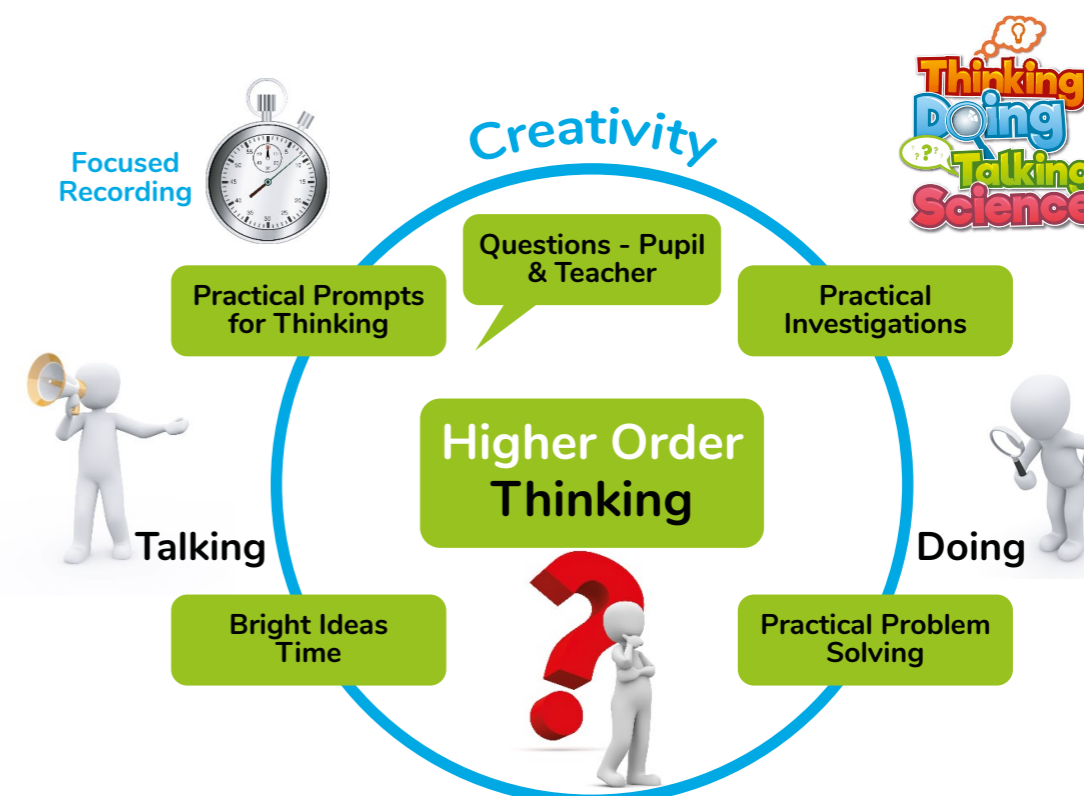 Thinking
Doing
Talking
Science
Creativity
Focused
Recording
Questions - Pupil
& Teacher
Practical Prompts
for Thinking
Practical
Investigations
Higher Order
Thinking
Talking
Doing
Bright Ideas
Time
Practical Problem
Solving